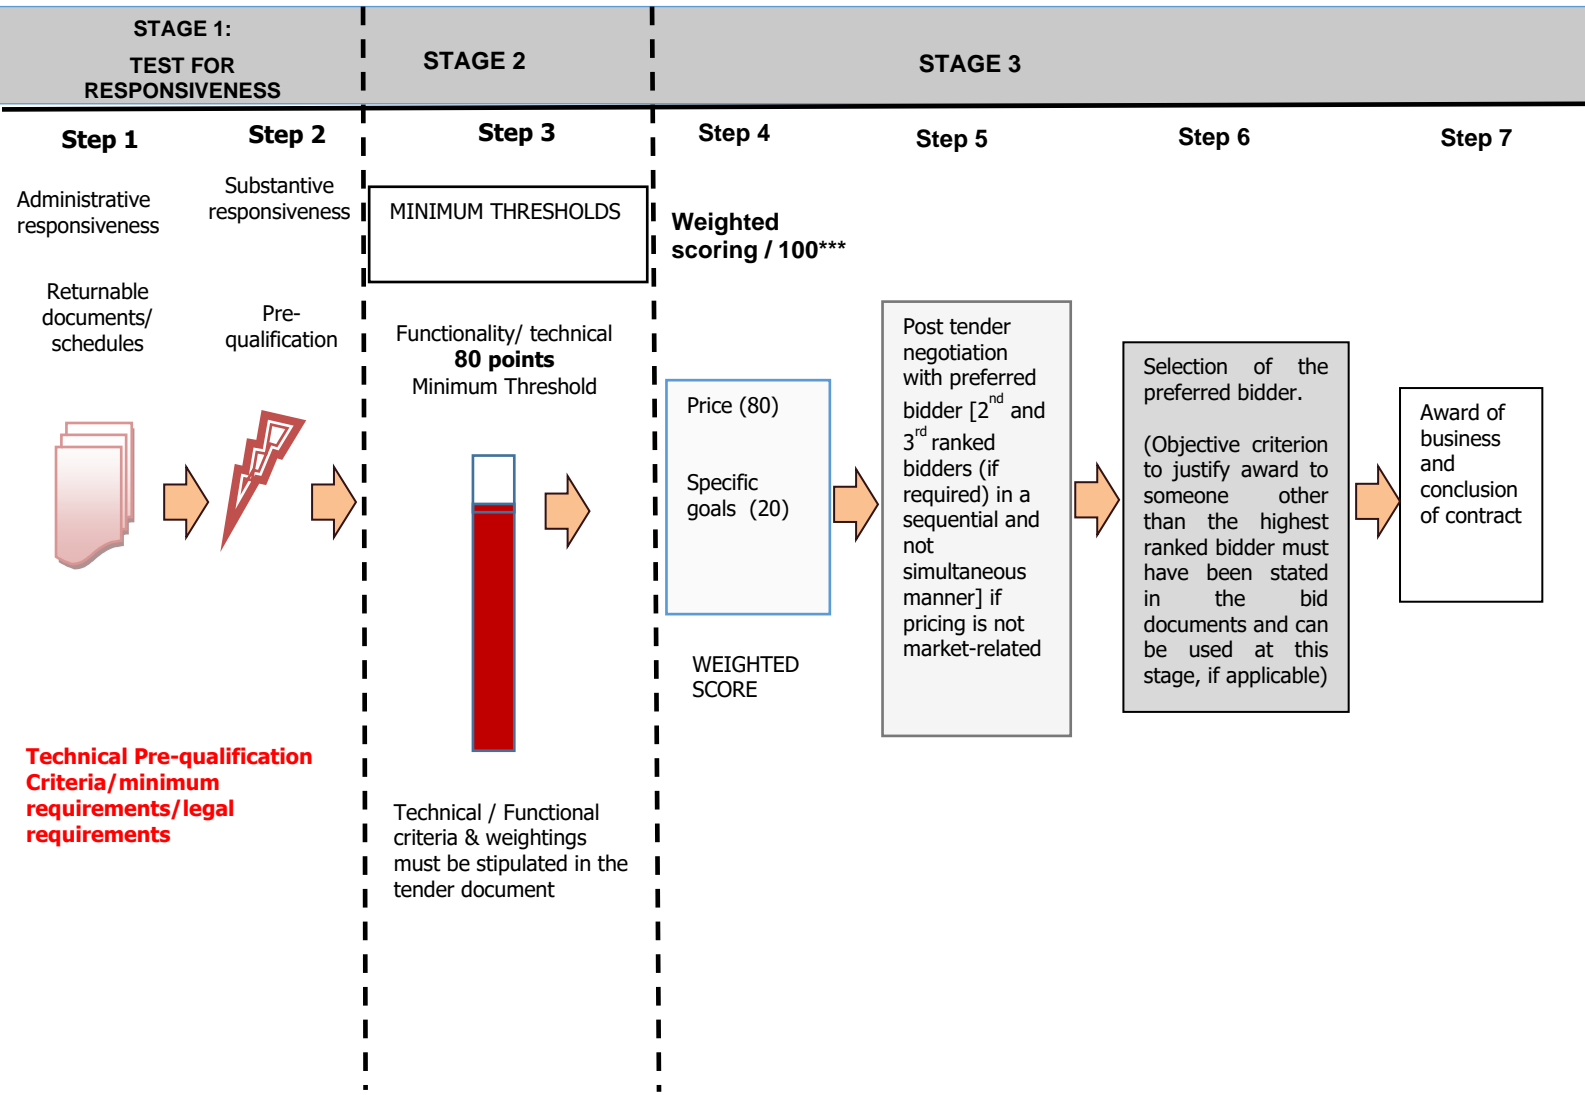 STAGE 1:
TEST FOR
RESPONSIVENESS
STAGE 2
STAGE 3
Step 1
Step 2
Step 3
Step 4
Step 5
Step 6
Step 7
Administrative
responsiveness
Returnable
documents/
schedules
Substantive
responsiveness
Pre-
qualification
Technical Pre-qualification
Criteria/minimum
requirements/legal
requirements
MINIMUM THRESHOLDS
Functionality/ technical
80 points
Minimum Threshold
Technical / Functional
criteria & weightings
must be stipulated in the
tender document
Weighted
scoring / 100***
Price (80)
Specific
goals (20)
WEIGHTED
SCORE
Post tender
negotiation
with preferred
bidder [2nd and
3rd ranked
bidders (if
required) in a
sequential and
not
simultaneous
manner] if
pricing is not
market-related
Selection of the
preferred bidder.
(Objective criterion
to justify award to
someone other
than the highest
ranked bidder must
have been stated
in the bid
documents and can
be used at this
stage, if applicable)
Award of
business
and
conclusion
of contract